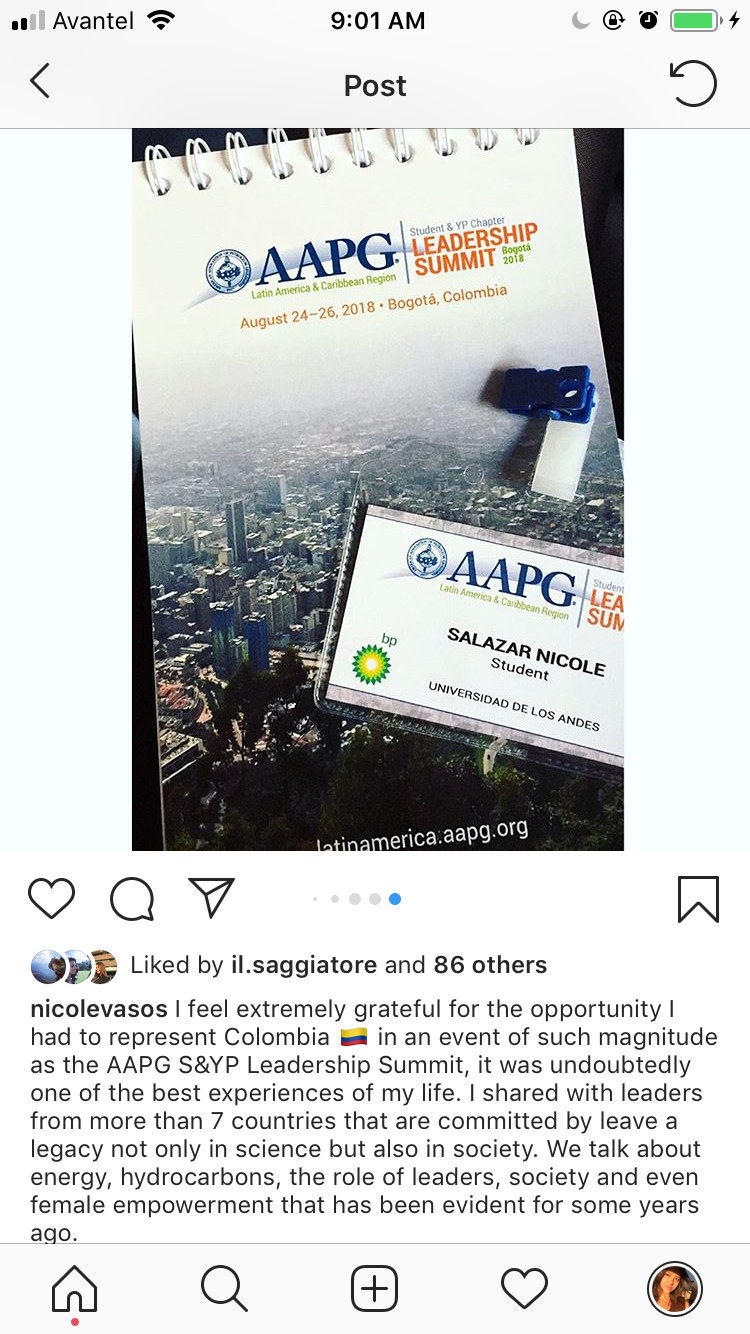 Avantel
9:01 AM
Post
AAPG
Latin America & Caribbean Region
Student & YP Chapter
LEADERSHIP
SUMMIT
Bogotá
2018
August 24–26, 2018 • Bogotá, Colombia
AAPG
Latin America & Caribbean Region
Student
LEA
SUM
bp
SALAZAR NICOLE
Student
UNIVERSIDAD DE LOS ANDES
latinamerica.aapg.org
Liked by il.saggiatore and 86 others
nicolevasos I feel extremely grateful for the opportunity I
had to represent Colombia 🇨🇴 in an event of such magnitude
as the AAPG S&YP Leadership Summit, it was undoubtedly
one of the best experiences of my life. I shared with leaders
from more than 7 countries that are committed by leave a
legacy not only in science but also in society. We talk about
energy, hydrocarbons, the role of leaders, society and even
female empowerment that has been evident for some years
ago.